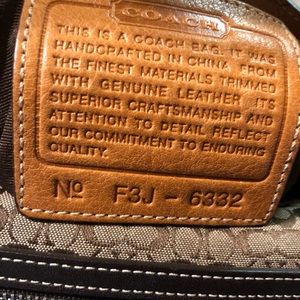 COACH
THIS IS A COACH BAG. IT WAS
HANDCRAFTED IN CHINA FROM
THE FINEST MATERIALS TRIMMED
WITH GENUINE LEATHER ITS
SUPERIOR CRAFTSMANSHIP AND
ATTENTION TO DETAIL REFLECT
OUR COMMITMENT TO ENDURING
QUALITY.
No F3J - 6332